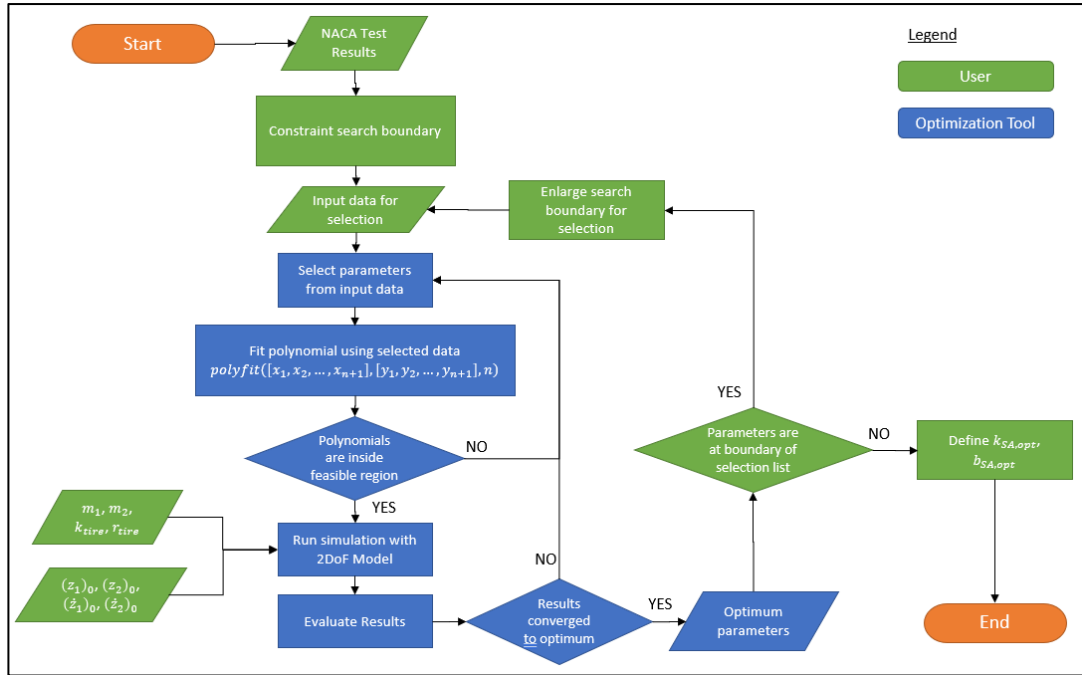 Start
NACA Test
Results
Legend
User
Optimization Tool
Constraint search boundary
Input data for
selection
Enlarge search
boundary for
selection
Select parameters
from input data
Fit polynomial using selected data
polyfit([x₁, x₂, …, xₙ₊₁], [y₁, y₂, …, yₙ₊₁], n)
Polynomials
are inside
feasible region
NO
YES
m₁, m₂,
k_tire, r_tire
(z₁)₀, (z₂)₀,
(ż₁)₀, (ż₂)₀
Run simulation with
2DoF Model
Evaluate Results
NO
Results
converged
to optimum
YES
Optimum
parameters
YES
Parameters are
at boundary of
selection list
NO
Define k_SA,opt,
b_SA,opt
End